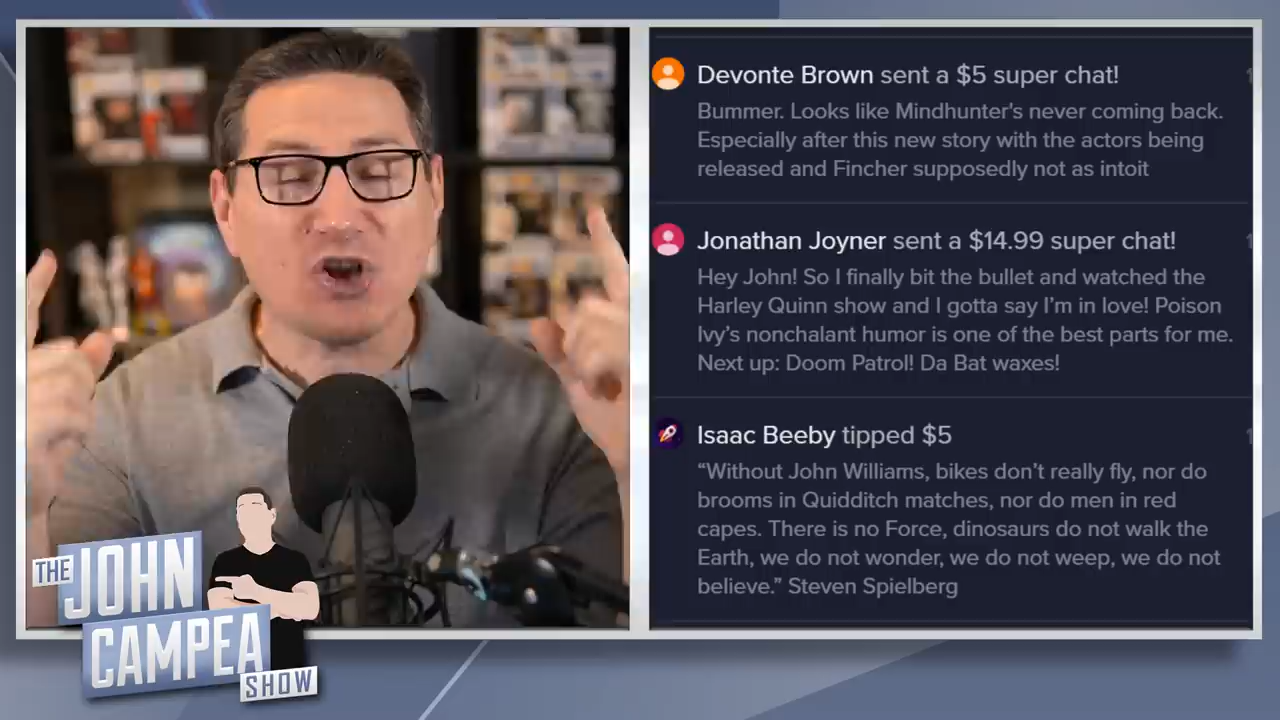 Devonte Brown sent a $5 super chat!
Bummer. Looks like Mindhunter's never coming back.
Especially after this new story with the actors being
released and Fincher supposedly not as intoit
Jonathan Joyner sent a $14.99 super chat!
Hey John! So I finally bit the bullet and watched the
Harley Quinn show and I gotta say I’m in love! Poison
Ivy’s nonchalant humor is one of the best parts for me.
Next up: Doom Patrol! Da Bat waxes!
Isaac Beeby tipped $5
“Without John Williams, bikes don’t really fly, nor do
brooms in Quidditch matches, nor do men in red
capes. There is no Force, dinosaurs do not walk the
Earth, we do not wonder, we do not weep, we do not
believe.” Steven Spielberg
THE
JOHN
CAMPEA
SHOW